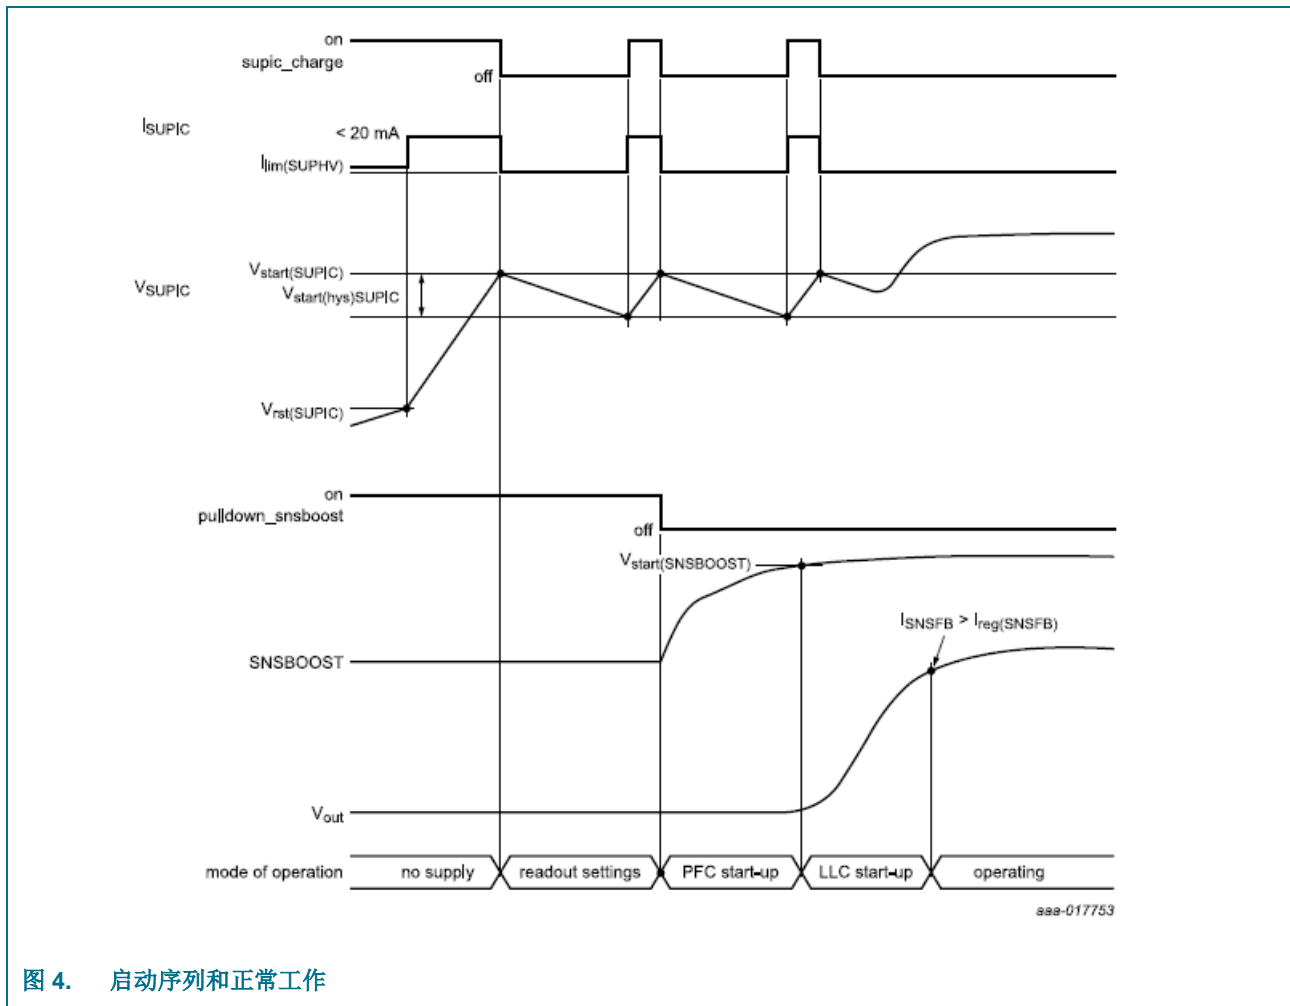 on
supic_charge
off
ISUPIC
< 20 mA
Ilim(SUPHV)
Vstart(SUPIC)
VSUPIC
Vstart(hys)SUPIC
Vrst(SUPIC)
on
pulldown_snsboost
off
Vstart(SNSBOOST)
ISNSFB > Ireg(SNSFB)
SNSBOOST
Vout
mode of operation no supply readout settings PFC start-up LLC start-up operating
aaa-017753
图 4. 启动序列和正常工作